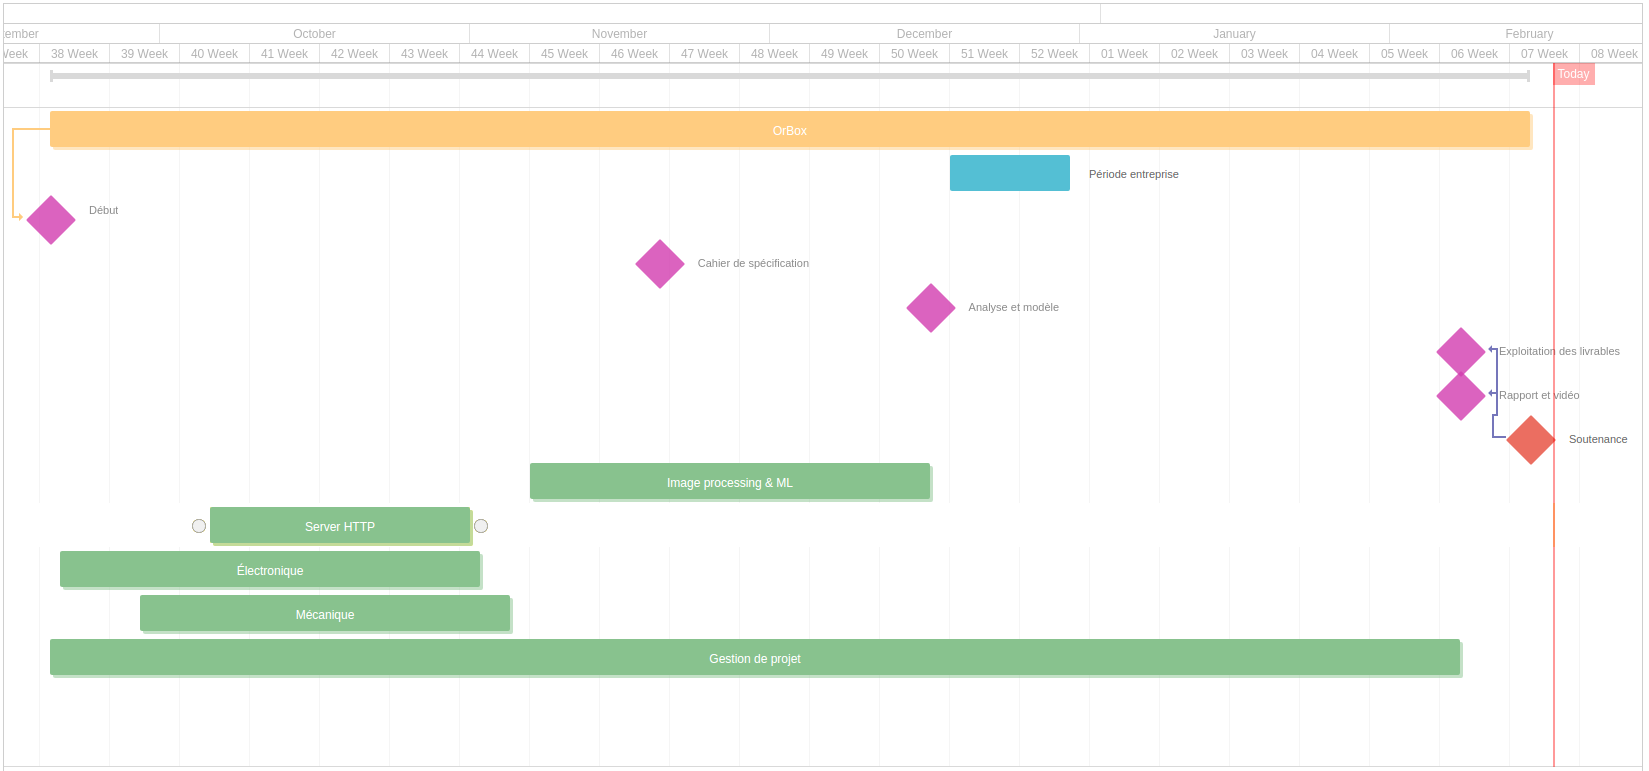 tember October November December January February
Week 38 Week 39 Week 40 Week 41 Week 42 Week 43 Week 44 Week 45 Week 46 Week 47 Week 48 Week 49 Week 50 Week 51 Week 52 Week 01 Week 02 Week 03 Week 04 Week 05 Week 06 Week 07 Week 08 Week
Today
OrBox
Période entreprise
Début
Cahier de spécification
Analyse et modèle
Exploitation des livrables
Rapport et vidéo
Soutenance
Image processing & ML
Server HTTP
Électronique
Mécanique
Gestion de projet